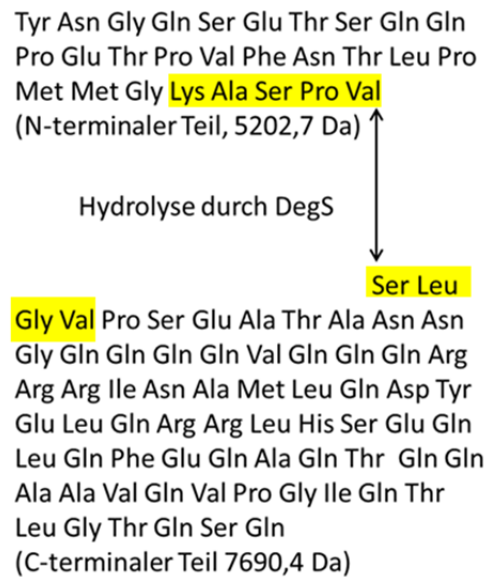 Tyr Asn Gly Gln Ser Glu Thr Ser Gln Gln
Pro Glu Thr Pro Val Phe Asn Thr Leu Pro
Met Met Gly Lys Ala Ser Pro Val
(N-terminaler Teil, 5202,7 Da)
Hydrolyse durch DegS
Ser Leu
Gly Val Pro Ser Glu Ala Thr Ala Asn Asn
Gly Gln Gln Gln Gln Val Gln Gln Gln Arg
Arg Arg Ile Asn Ala Met Leu Gln Asp Tyr
Glu Leu Gln Arg Arg Leu His Ser Glu Gln
Leu Gln Phe Glu Gln Ala Gln Thr Gln Gln
Ala Ala Val Gln Val Pro Gly Ile Gln Thr
Leu Gly Thr Gln Ser Gln
(C-terminaler Teil 7690,4 Da)